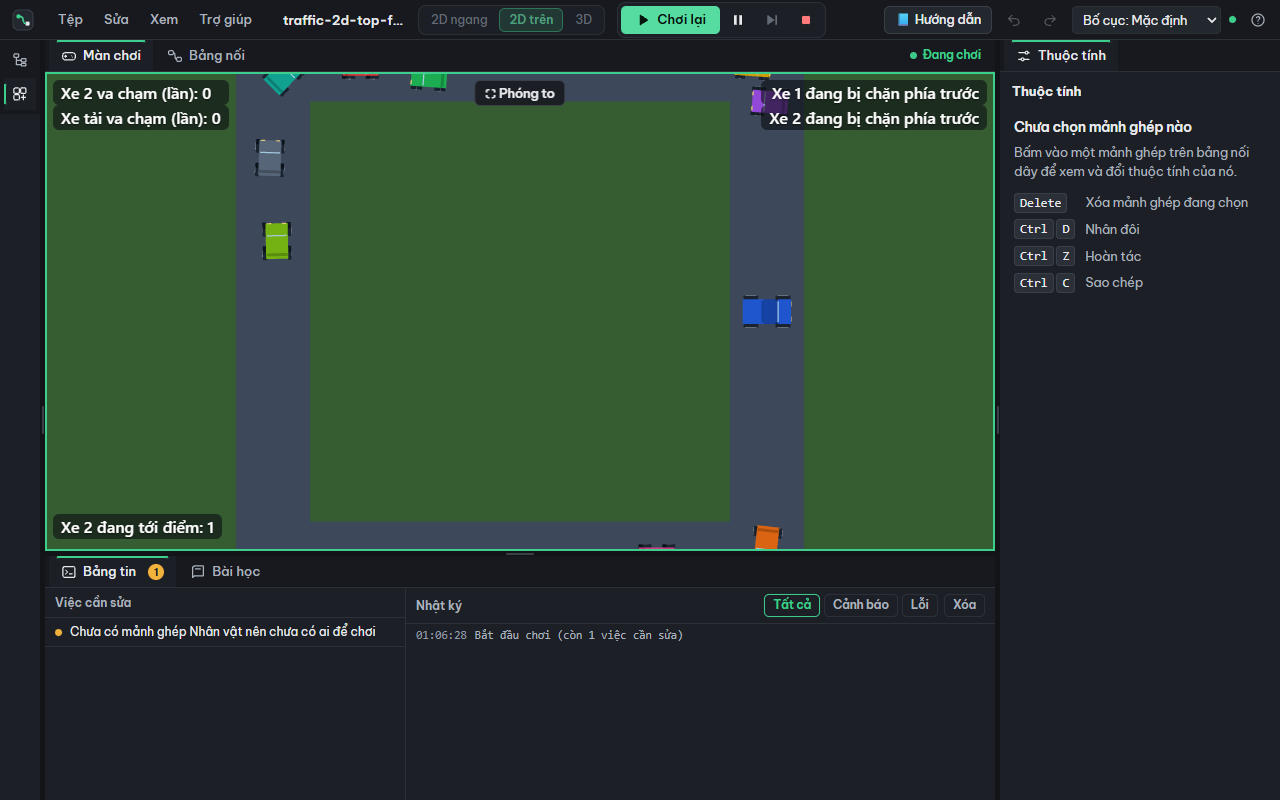 Tệp Sửa Xem Trợ giúp traffic-2d-top-f... 2D ngang 2D trên 3D Chơi lại Hướng dẫn Bố cục: Mặc định
Màn chơi Bảng nối Đang chơi
Thuộc tính
Xe 2 va chạm (lần): 0
Xe tải va chạm (lần): 0
Phóng to
Xe 1 đang bị chặn phía trước
Xe 2 đang bị chặn phía trước
Xe 2 đang tới điểm: 1
Thuộc tính
Chưa chọn mảnh ghép nào
Bấm vào một mảnh ghép trên bảng nối
dây để xem và đổi thuộc tính của nó.
Delete Xóa mảnh ghép đang chọn
Ctrl D Nhân đôi
Ctrl Z Hoàn tác
Ctrl C Sao chép
Bảng tin 1 Bài học
Việc cần sửa
Chưa có mảnh ghép Nhân vật nên chưa có ai để chơi
Nhật ký Tất cả Cảnh báo Lỗi Xóa
01:06:28 Bắt đầu chơi (còn 1 việc cần sửa)